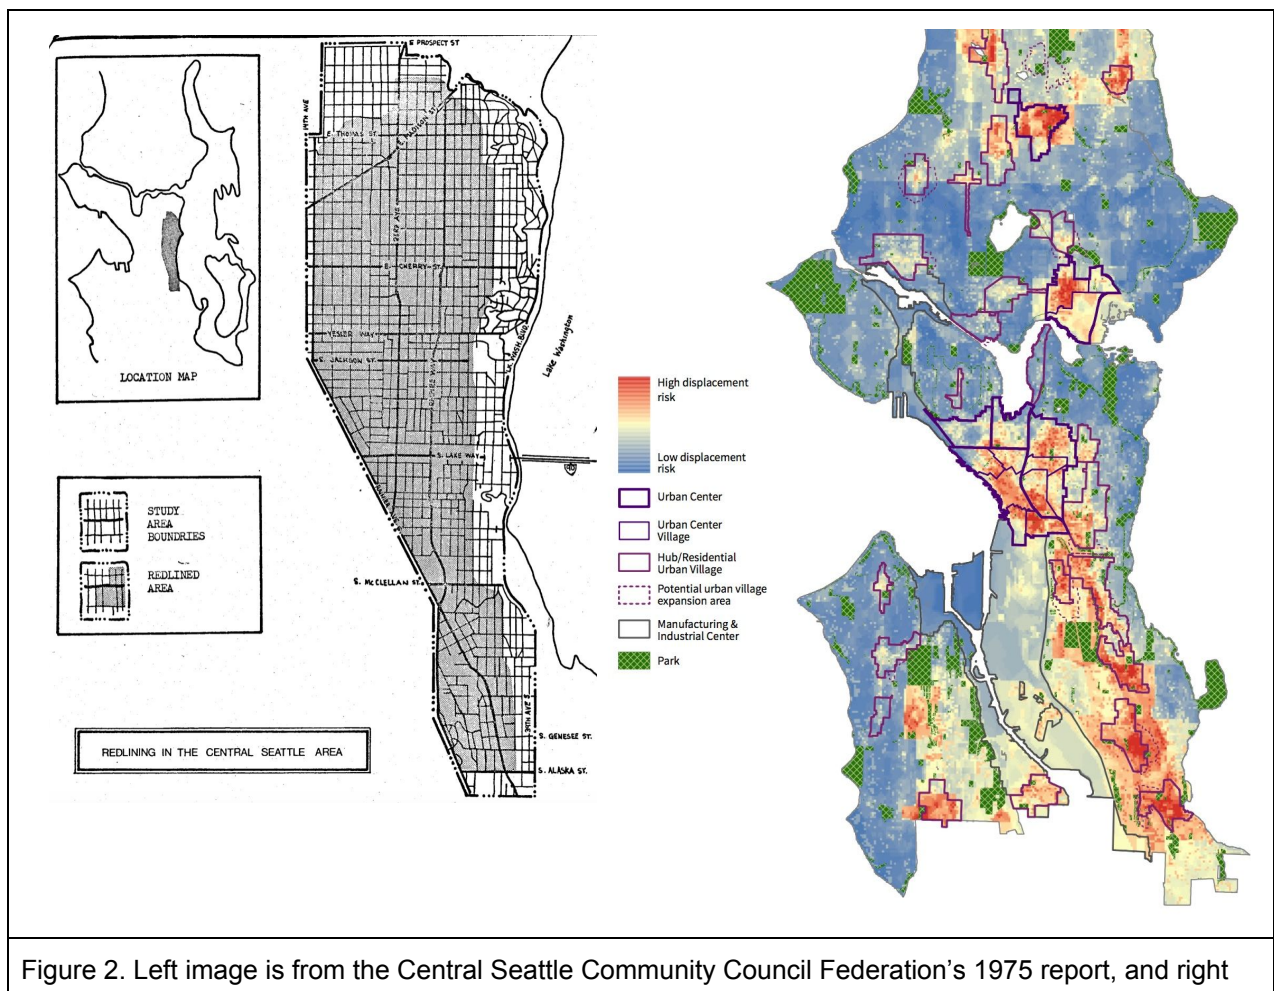 E PROSPECT ST
14TH AVE
E. THOMAS ST.
E. MADISON ST.
23RD AVE
E. CHERRY ST.
YESLER WAY
S. JACKSON ST.
LK. WASH. BLVD.
Lake Washington
S. LAKE WAY
S. McCLELLAN ST.
39TH AVE S
S. GENESEE ST.
S. ALASKA ST.
LOCATION MAP
STUDY
AREA
BOUNDRIES
REDLINED
AREA
REDLINING IN THE CENTRAL SEATTLE AREA
High displacement
risk
Low displacement
risk
Urban Center
Urban Center
Village
Hub/Residential
Urban Village
Potential urban village
expansion area
Manufacturing &
Industrial Center
Park
Figure 2. Left image is from the Central Seattle Community Council Federation’s 1975 report, and right